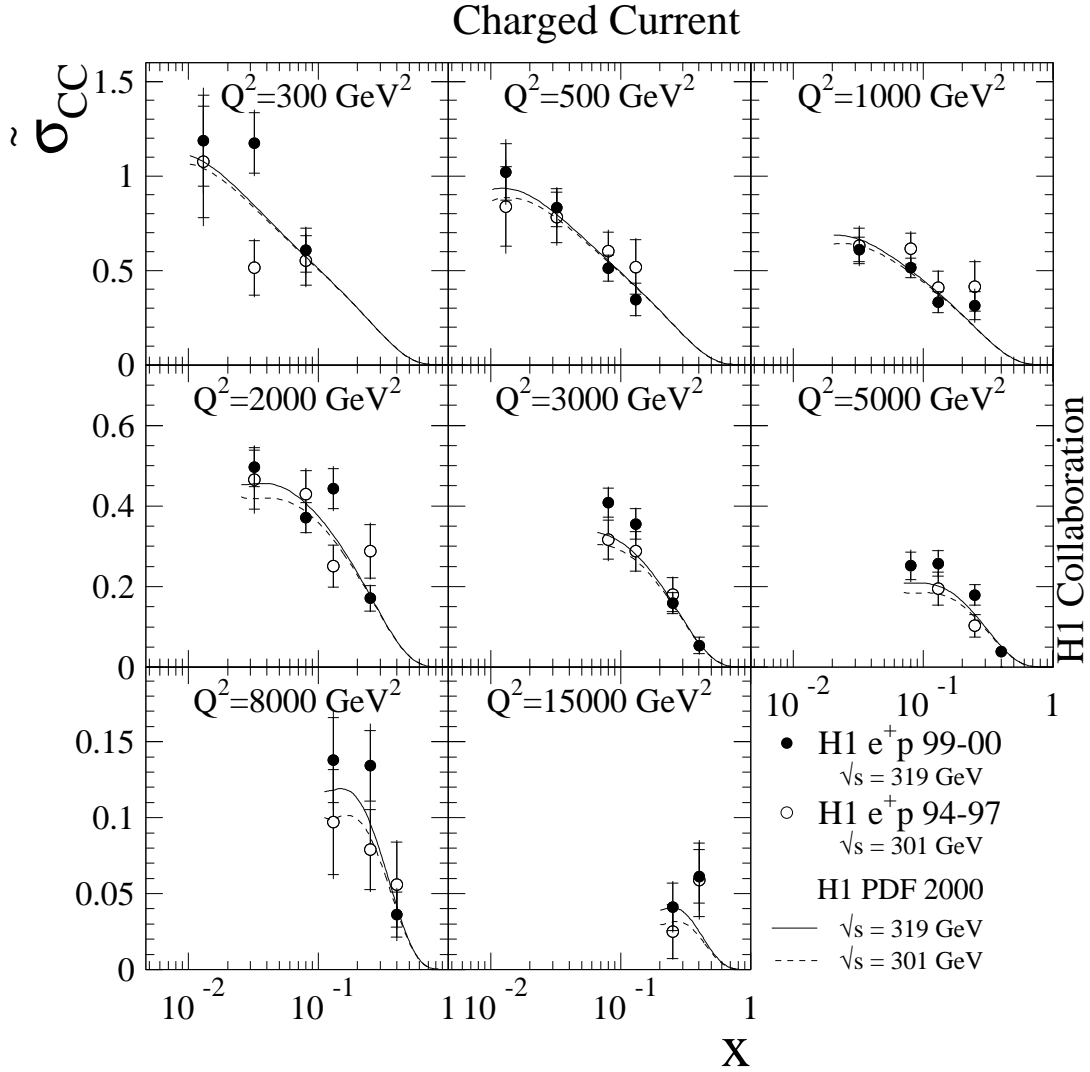 Charged Current
σ̃CC
Q²=300 GeV²
Q²=500 GeV²
Q²=1000 GeV²
1.5
1
0.5
0
Q²=2000 GeV²
Q²=3000 GeV²
Q²=5000 GeV²
0.6
0.4
0.2
0
H1 Collaboration
10⁻² 10⁻¹ 1
Q²=8000 GeV²
Q²=15000 GeV²
0.15
0.1
0.05
0
10⁻² 10⁻¹ 1
10⁻² 10⁻¹ 1
x
H1 e⁺p 99-00
√s = 319 GeV
H1 e⁺p 94-97
√s = 301 GeV
H1 PDF 2000
√s = 319 GeV
√s = 301 GeV